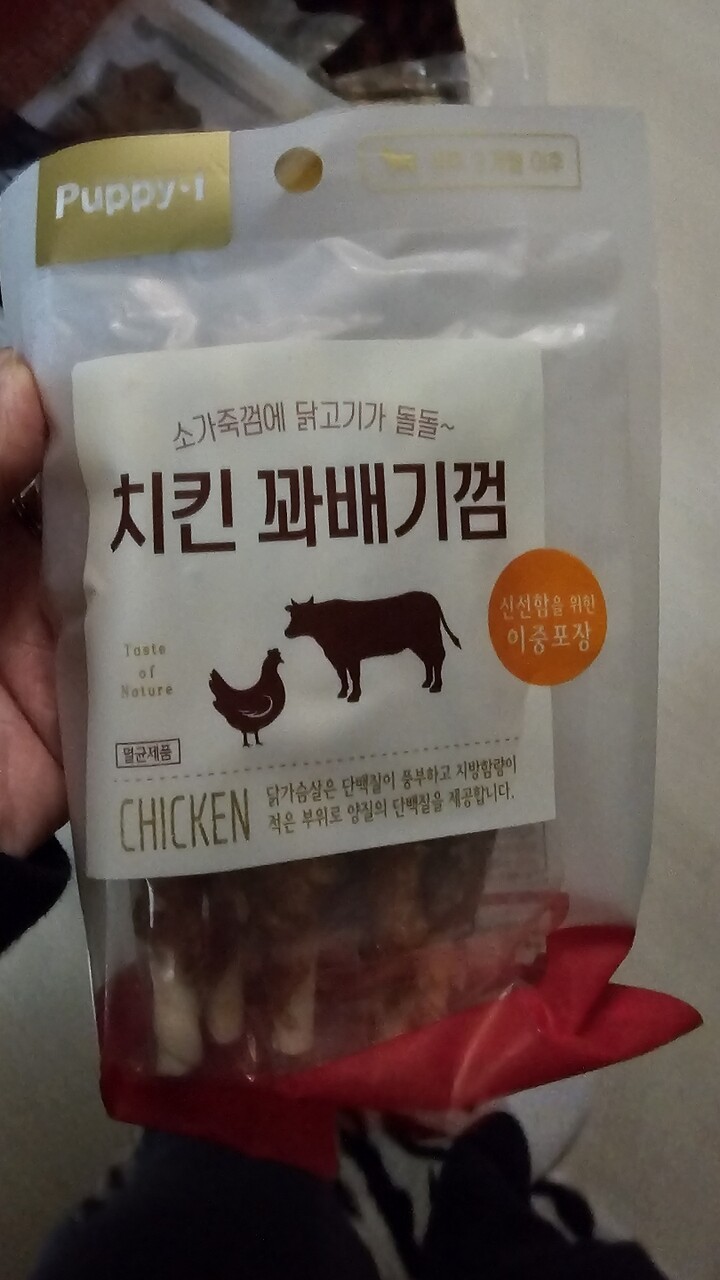 Puppy·i
소가죽껌에 닭고기가 돌돌~
치킨 꽈배기껌
신선함을 위한
이중포장
Taste
of
Nature
멸균제품
CHICKEN
닭가슴살은 단백질이 풍부하고 지방함량이
적은 부위로 양질의 단백질을 제공합니다.